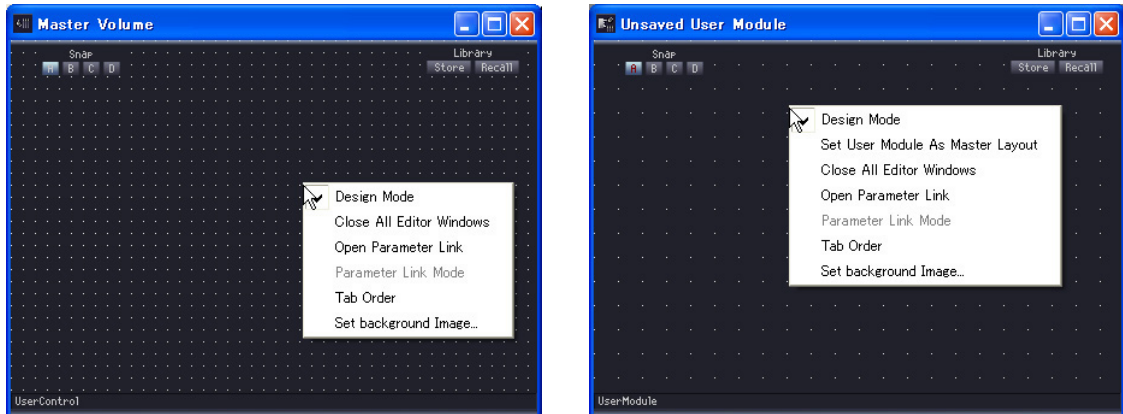 Master Volume
Snap
Library
A B C D
Store Recall
Design Mode
Close All Editor Windows
Open Parameter Link
Parameter Link Mode
Tab Order
Set background Image...
UserControl
Unsaved User Module
Snap
Library
A B C D
Store Recall
Design Mode
Set User Module As Master Layout
Close All Editor Windows
Open Parameter Link
Parameter Link Mode
Tab Order
Set background Image...
UserModule